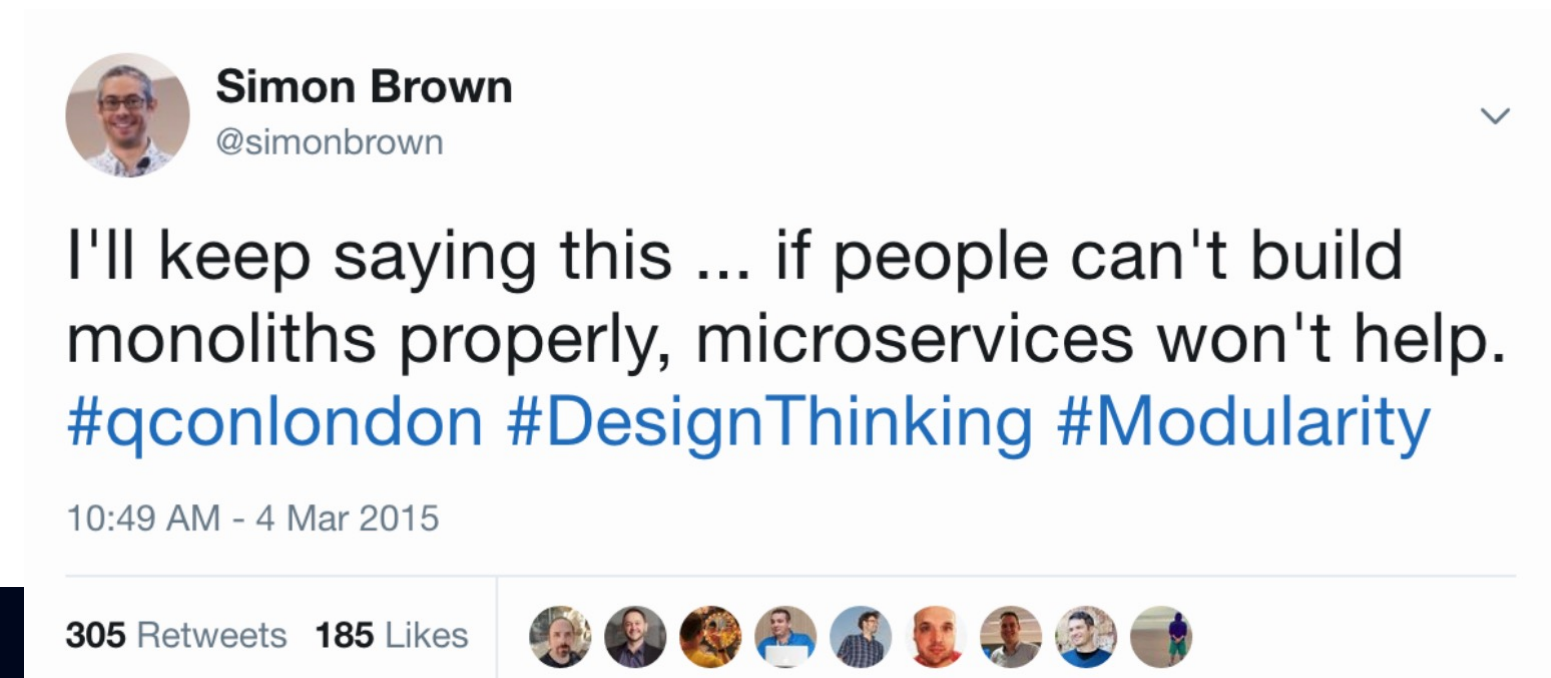 Simon Brown
@simonbrown
I'll keep saying this ... if people can't build
monoliths properly, microservices won't help.
#qconlondon #DesignThinking #Modularity
10:49 AM - 4 Mar 2015
305 Retweets 185 Likes